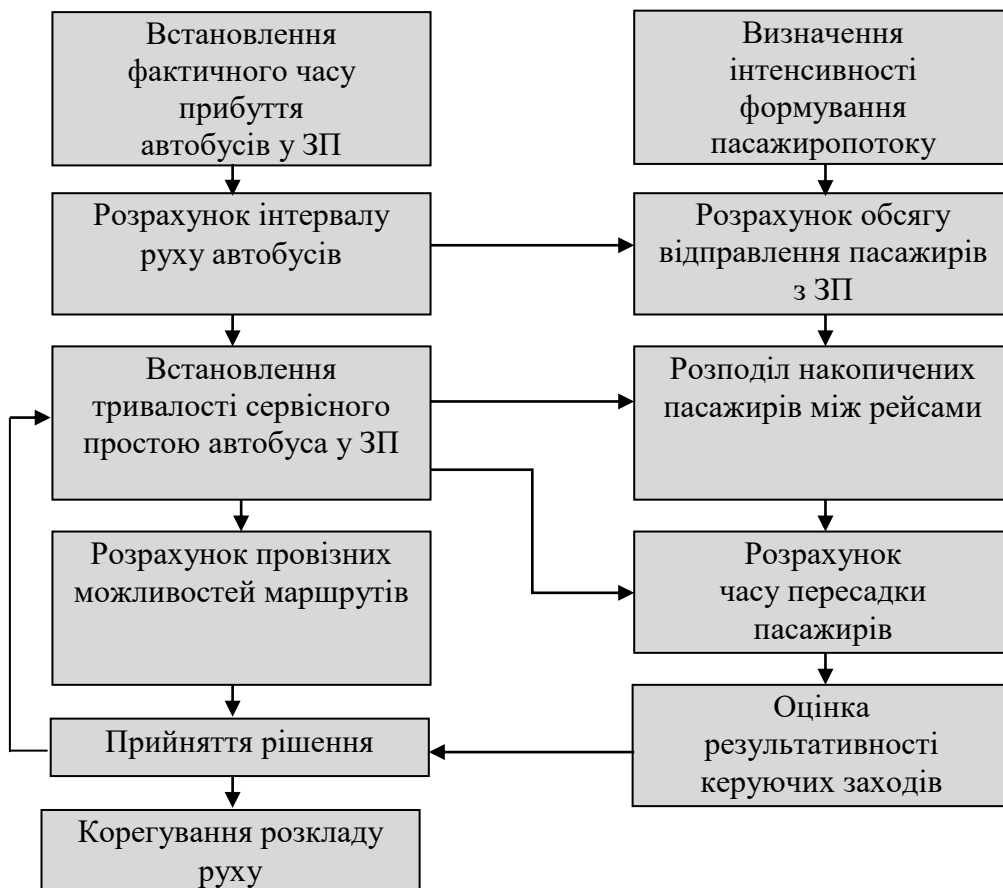 Встановлення
фактичного часу
прибуття
автобусів у ЗП
Визначення
інтенсивності
формування
пасажиропотоку
Розрахунок інтервалу
руху автобусів
Розрахунок обсягу
відправлення пасажирів
з ЗП
Встановлення
тривалості сервісного
простою автобуса у ЗП
Розподіл накопичених
пасажирів між рейсами
Розрахунок провізних
можливостей маршрутів
Розрахунок
часу пересадки
пасажирів
Прийняття рішення
Оцінка
результативності
керуючих заходів
Корегування розкладу
руху